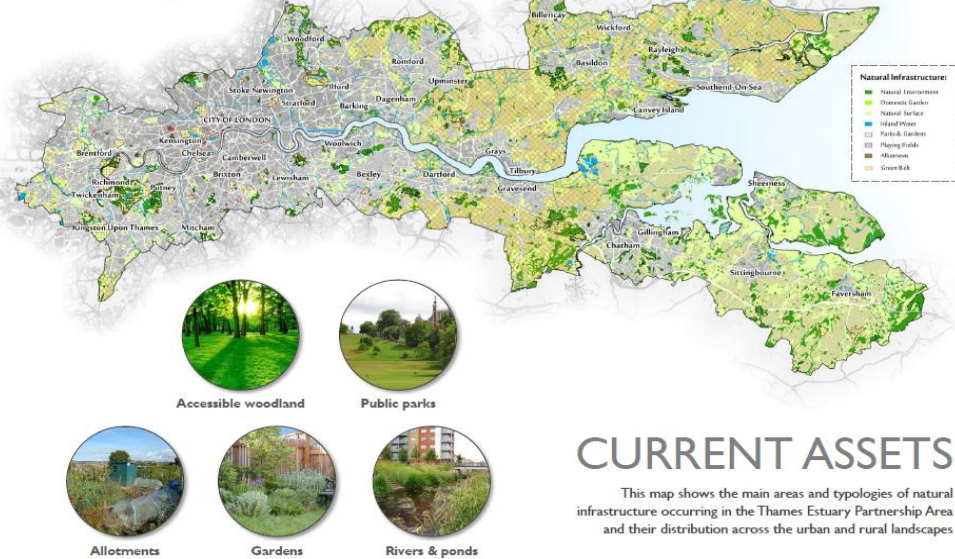 Billericay
Wickford
Woodford
Rayleigh
Romford
Basildon
Upminster
Ilford
Stoke Newington
Southend-On-Sea
Dagenham
Stratford
Barking
Canvey Island
CITY OF LONDON
Kensington
Woolwich
Chelsea
Grays
Brentford
Camberwell
Tilbury
Brixton
Lewisham
Bexley
Dartford
Richmond
Putney
Gravesend
Sheerness
Twickenham
Kingston Upon Thames
Mitcham
Gillingham
Chatham
Sittingbourne
Faversham
Natural Infrastructure:
Natural Environment
Domestic Garden
Natural Surface
Inland Water
Parks & Gardens
Playing Fields
Allotments
Green Belt
Accessible woodland
Public parks
Allotments
Gardens
Rivers & ponds
CURRENT ASSETS
This map shows the main areas and typologies of natural
infrastructure occurring in the Thames Estuary Partnership Area
and their distribution across the urban and rural landscapes